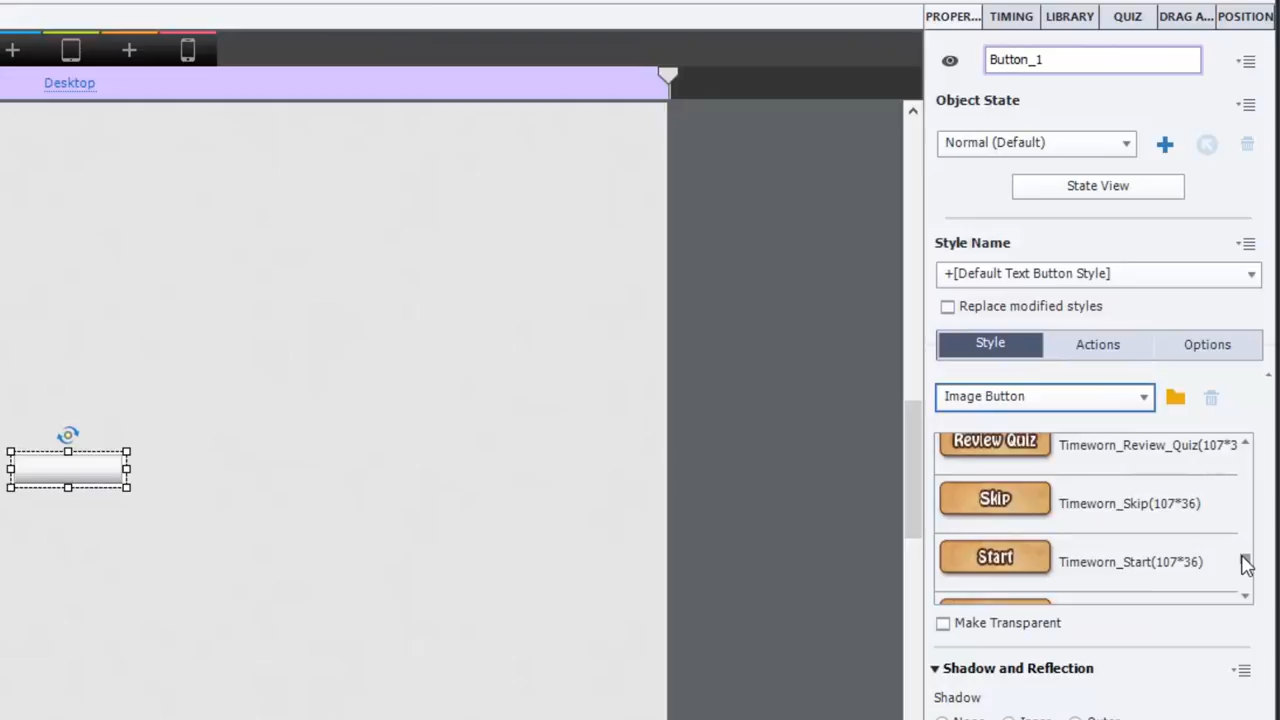 PROPER... TIMING LIBRARY QUIZ DRAG A... POSITION
Button_1
Desktop
Object State
Normal (Default)
State View
Style Name
+[Default Text Button Style]
Replace modified styles
Style Actions Options
Image Button
Review Quiz Timeworn_Review_Quiz(107*3
Skip Timeworn_Skip(107*36)
Start Timeworn_Start(107*36)
Make Transparent
Shadow and Reflection
Shadow